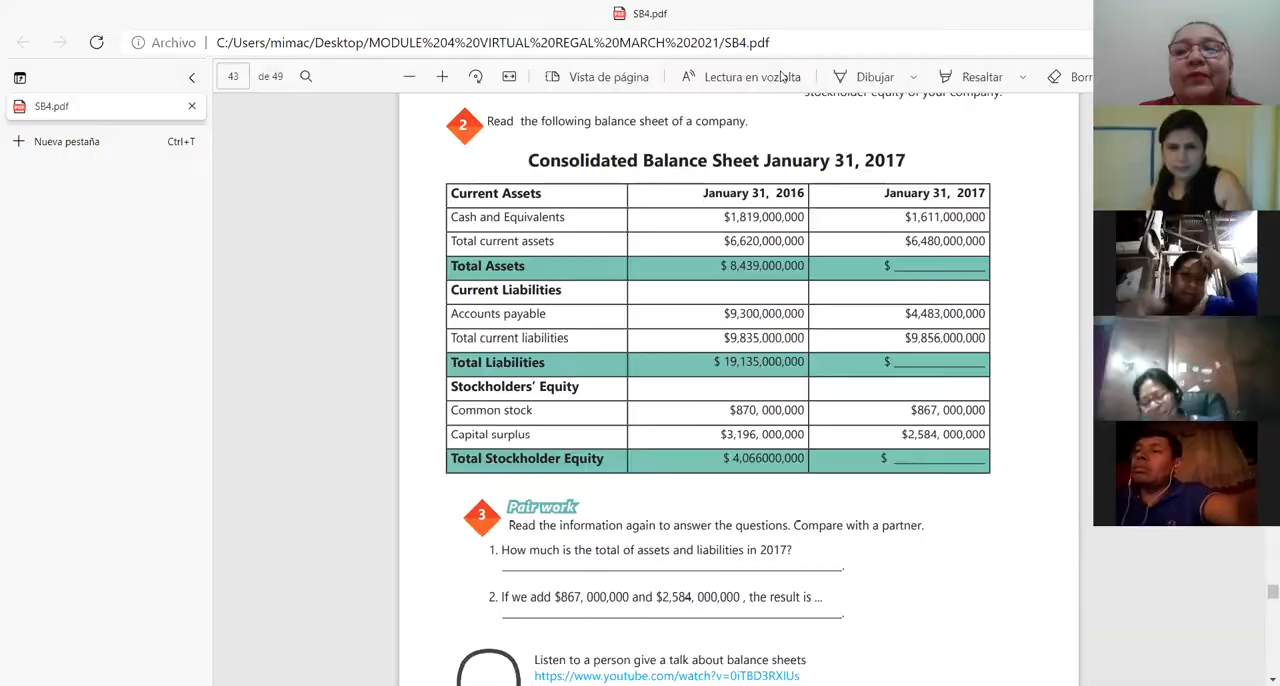 SB4.pdf
Archivo | C:/Users/mimac/Desktop/MODULE%204%20VIRTUAL%20REGAL%20MARCH%202021/SB4.pdf
43 de 49 Vista de página Lectura en voz alta Dibujar Resaltar Borr
SB4.pdf
Nueva pestaña Ctrl+T
stockholder equity of your company.
2 Read the following balance sheet of a company.
Consolidated Balance Sheet January 31, 2017
Current Assets January 31, 2016 January 31, 2017
Cash and Equivalents $1,819,000,000 $1,611,000,000
Total current assets $6,620,000,000 $6,480,000,000
Total Assets $ 8,439,000,000 $ ______________
Current Liabilities
Accounts payable $9,300,000,000 $4,483,000,000
Total current liabilities $9,835,000,000 $9,856,000,000
Total Liabilities $ 19,135,000,000 $ ______________
Stockholders’ Equity
Common stock $870, 000,000 $867, 000,000
Capital surplus $3,196, 000,000 $2,584, 000,000
Total Stockholder Equity $ 4,066000,000 $ ______________
3 Pair work
Read the information again to answer the questions. Compare with a partner.
1. How much is the total of assets and liabilities in 2017?
______________________________________________.
2. If we add $867, 000,000 and $2,584, 000,000 , the result is ...
______________________________________________.
Listen to a person give a talk about balance sheets
https://www.youtube.com/watch?v=0iTBD3RXlUs